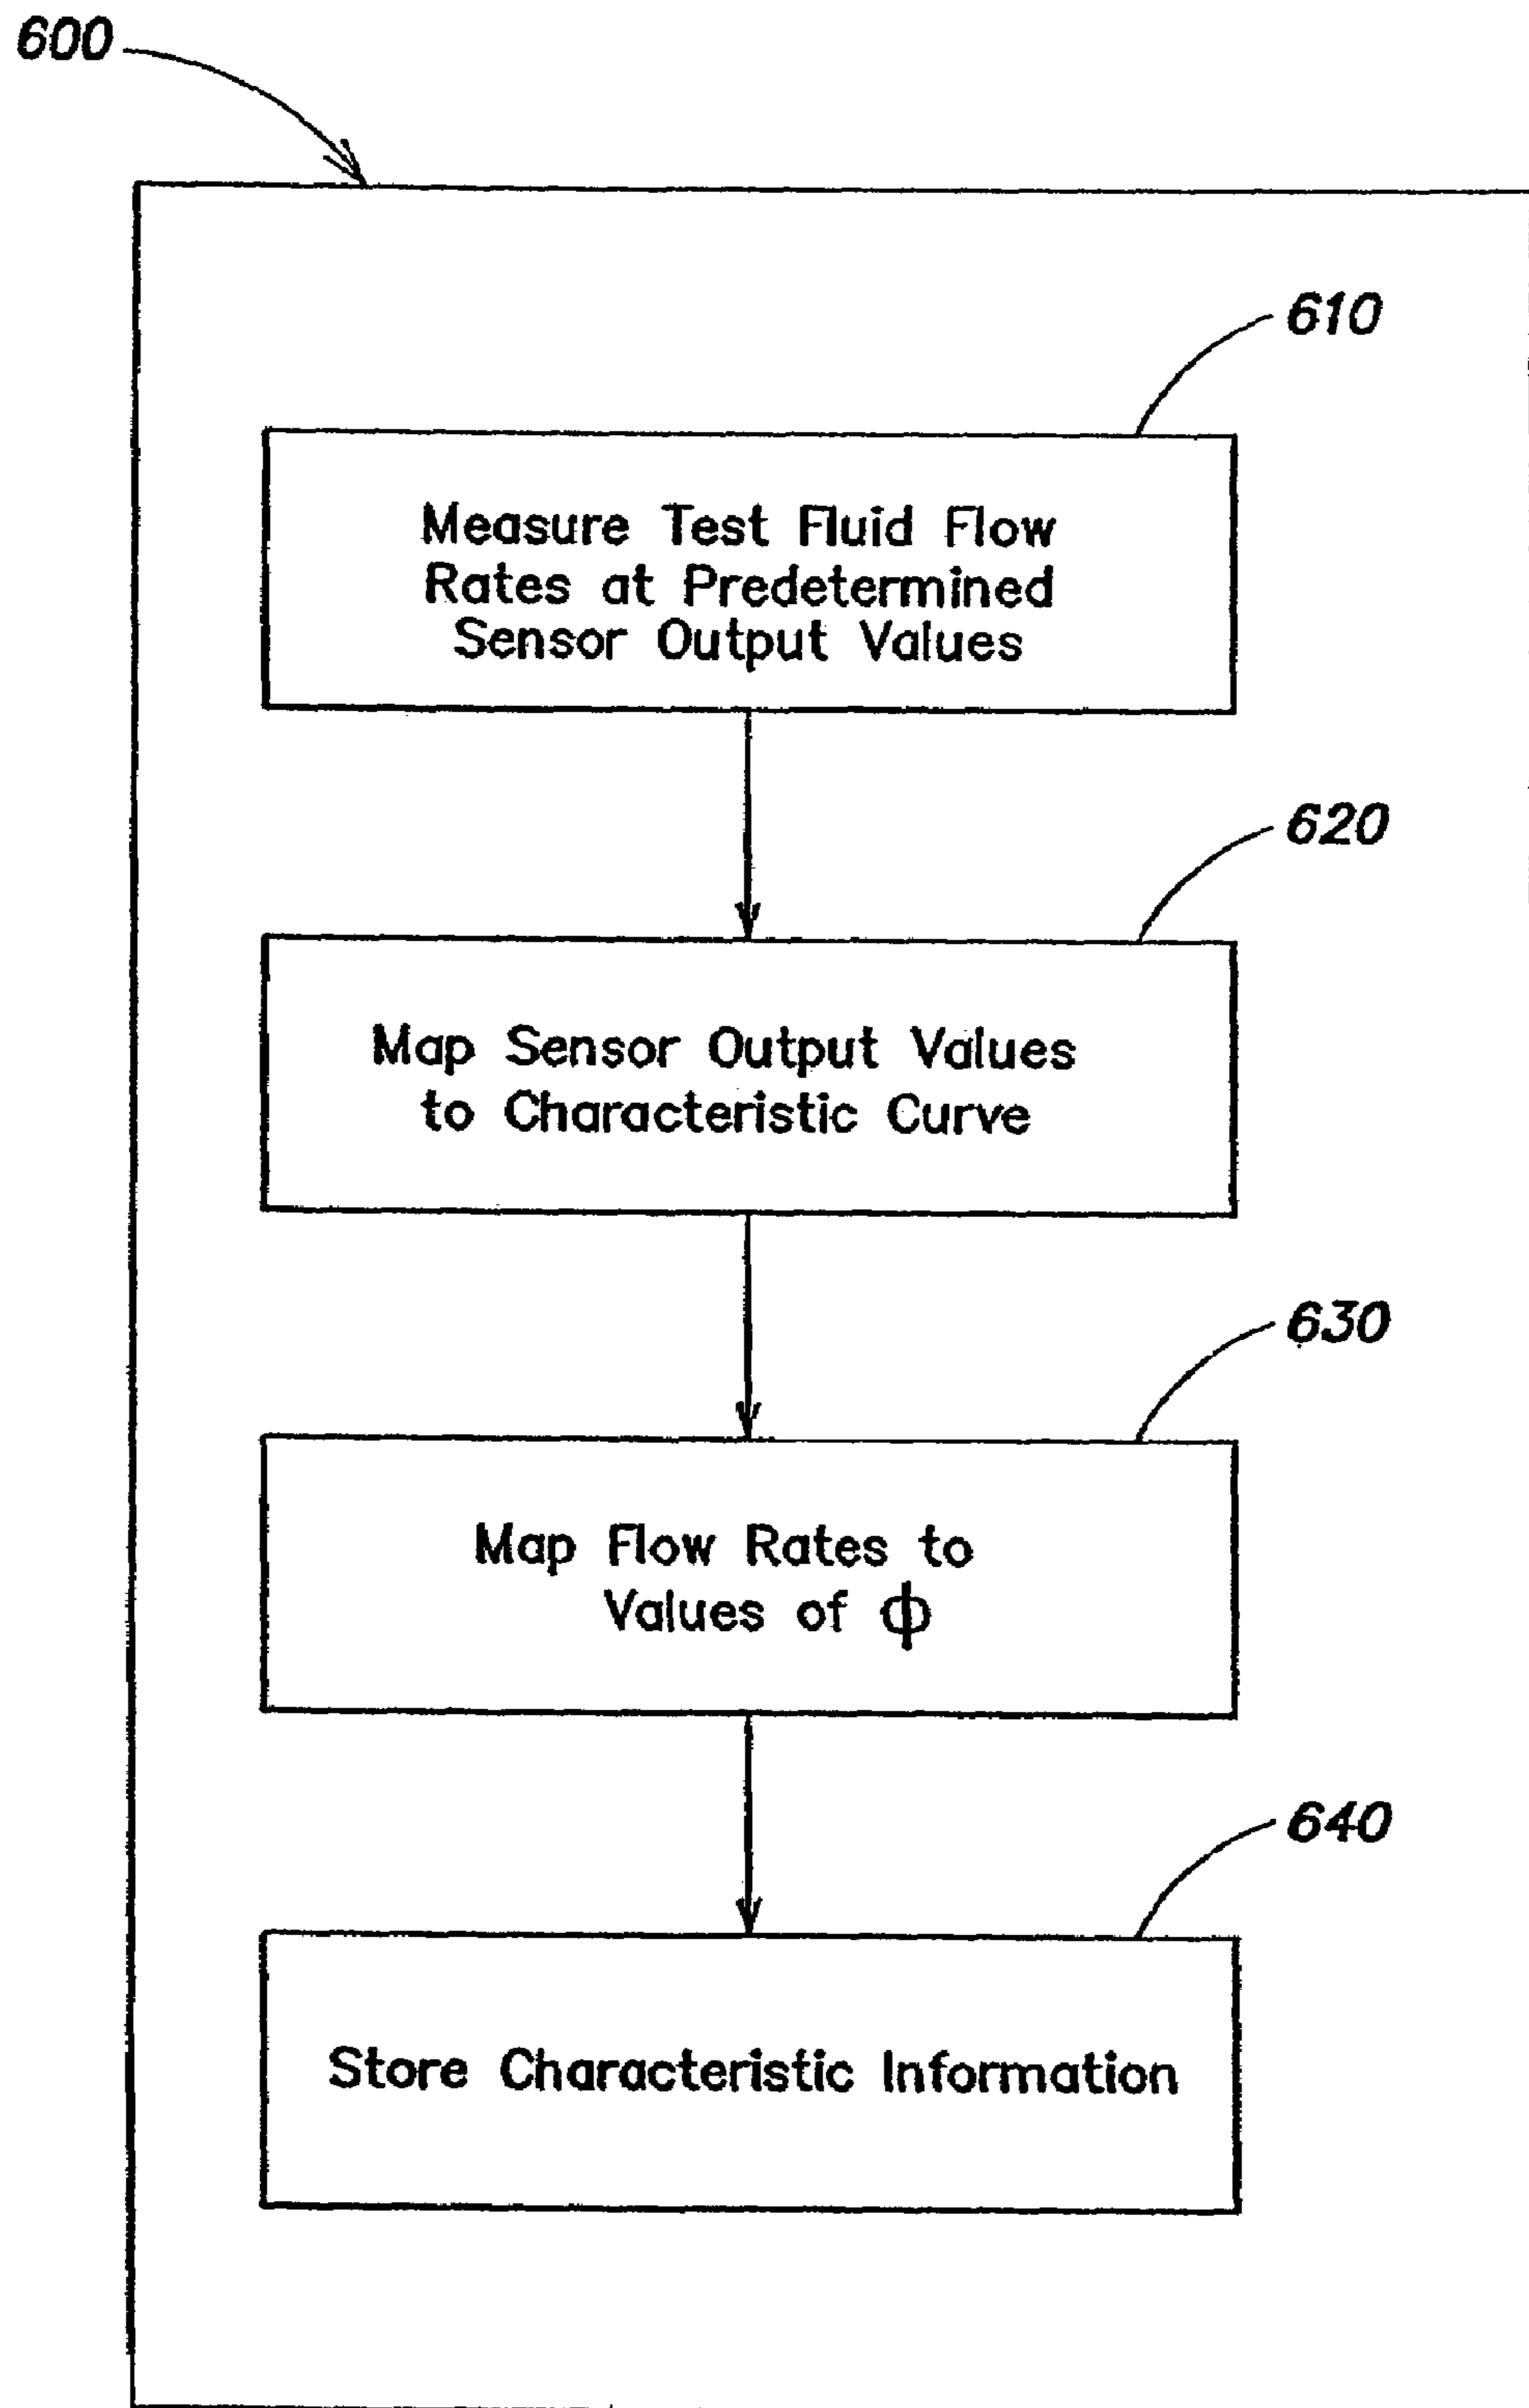 600
610
Measure Test Fluid Flow
Rates at Predetermined
Sensor Output Values
620
Map Sensor Output Values
to Characteristic Curve
630
Map Flow Rates to
Values of ϕ
640
Store Characteristic Information